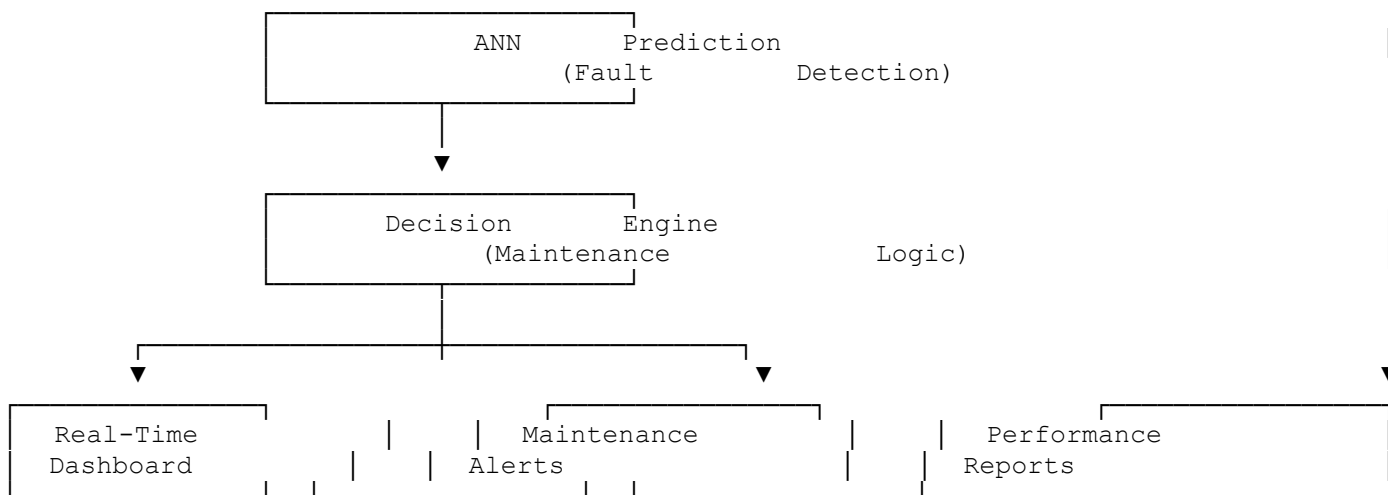 ANN Prediction
(Fault Detection)
Decision Engine
(Maintenance Logic)
Real-Time Maintenance Performance
Dashboard Alerts Reports